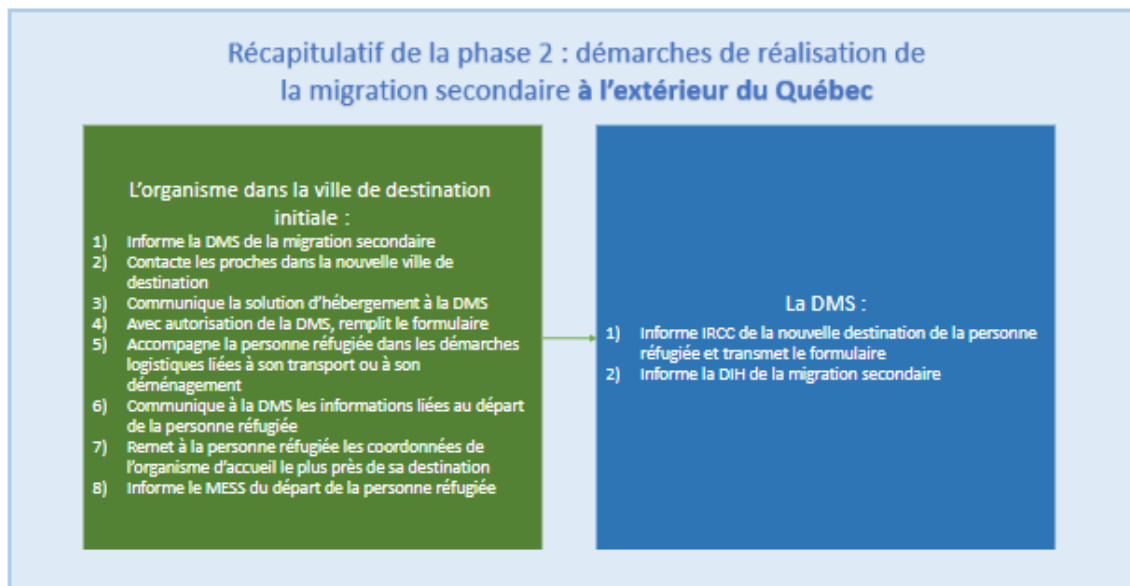 Récapitulatif de la phase 2 : démarches de réalisation de
la migration secondaire à l'extérieur du Québec
L'organisme dans la ville de destination
initiale :
1) Informe la DMS de la migration secondaire
2) Contacte les proches dans la nouvelle ville de
destination
3) Communique la solution d'hébergement à la DMS
4) Avec autorisation de la DMS, remplit le formulaire
5) Accompagne la personne réfugiée dans les démarches
logistiques liées à son transport ou à son
déménagement
6) Communique à la DMS les informations liées au départ
de la personne réfugiée
7) Remet à la personne réfugiée les coordonnées de
l'organisme d'accueil le plus près de sa destination
8) Informe le MESS du départ de la personne réfugiée
La DMS :
1) Informe IRCC de la nouvelle destination de la personne
réfugiée et transmet le formulaire
2) Informe la DIH de la migration secondaire